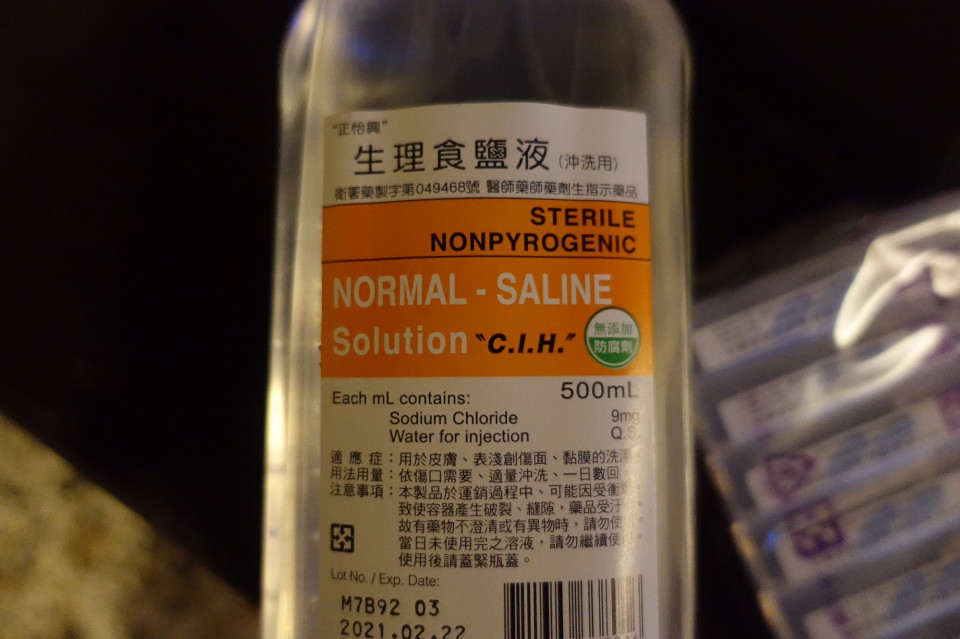 "正怡興"
生理食鹽液(沖洗用)
衛署藥製字第049468號 醫師藥師藥劑生指示藥品
STERILE
NONPYROGENIC
NORMAL - SALINE
Solution "C.I.H."
無添加
防腐劑
500mL
Each mL contains:
Sodium Chloride 9mg
Water for injection Q.S.
適應症:用於皮膚、表淺創傷面、黏膜的洗淨
用法用量:依傷口需要、適量沖洗、一日數回
注意事項:本製品於運銷過程中、可能因受衝
致使容器產生破裂、縫隙,藥品受汙
故有藥物不澄清或有異物時,請勿使
當日未使用完之溶液,請勿繼續使
使用後請蓋緊瓶蓋。
Lot No. / Exp. Date:
M7B92 03
2021.02.22